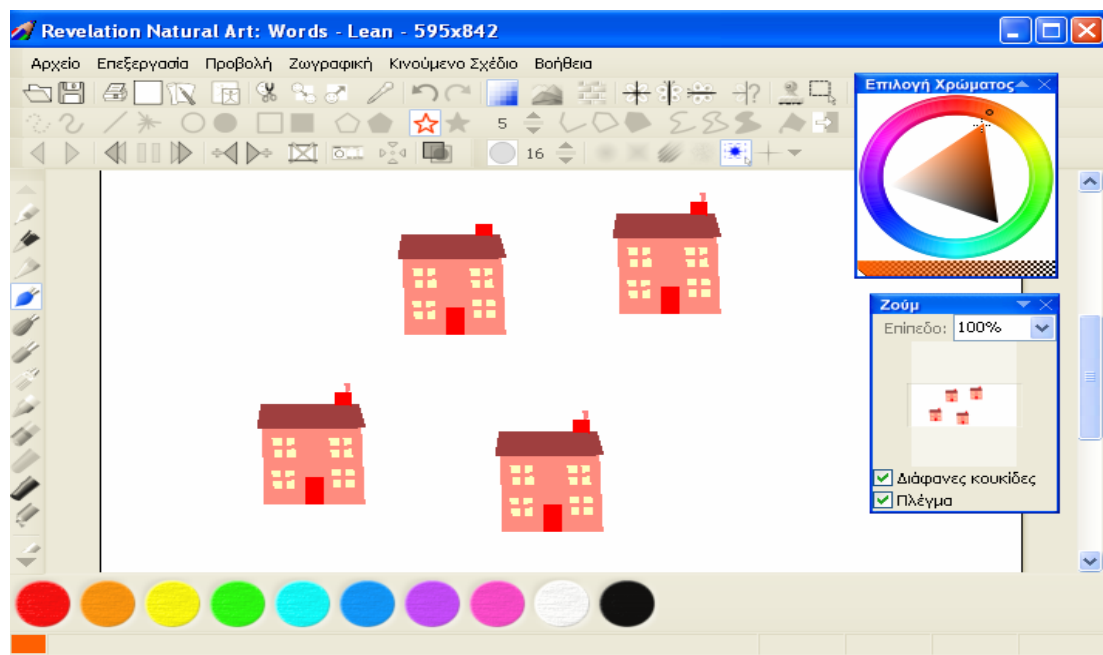 Revelation Natural Art: Words - Lean - 595x842
Αρχείο Επεξεργασία Προβολή Ζωγραφική Κινούμενο Σχέδιο Βοήθεια
Επιλογή Χρώματος
5
16
Ζούμ
Επίπεδο: 100%
Διάφανες κουκίδες
Πλέγμα